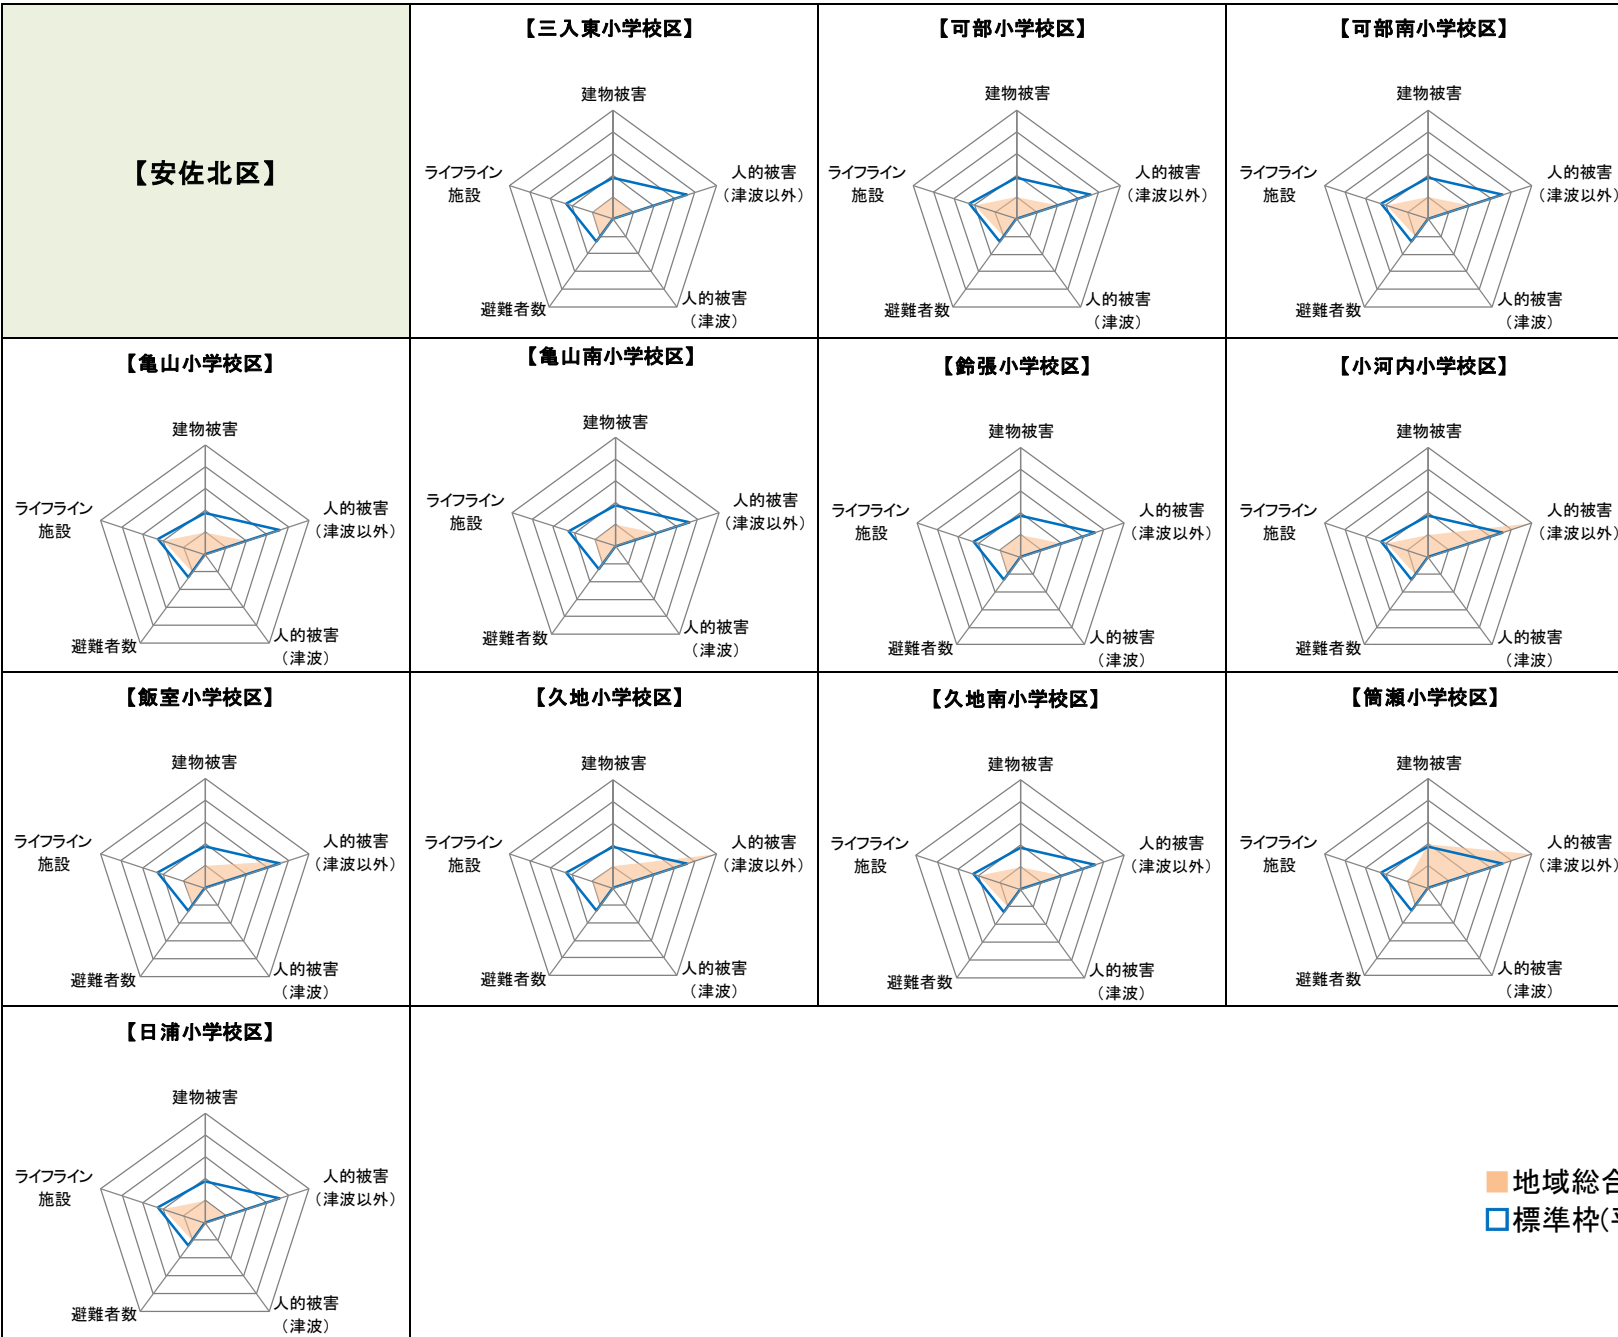 【安佐北区】
【三入東小学校区】
建物被害
ライフライン
施設
人的被害
（津波以外）
避難者数
人的被害
（津波）
【可部小学校区】
建物被害
ライフライン
施設
人的被害
（津波以外）
避難者数
人的被害
（津波）
【可部南小学校区】
建物被害
ライフライン
施設
人的被害
（津波以外）
避難者数
人的被害
（津波）
【亀山小学校区】
建物被害
ライフライン
施設
人的被害
（津波以外）
避難者数
人的被害
（津波）
【亀山南小学校区】
建物被害
ライフライン
施設
人的被害
（津波以外）
避難者数
人的被害
（津波）
【鈴張小学校区】
建物被害
ライフライン
施設
人的被害
（津波以外）
避難者数
人的被害
（津波）
【小河内小学校区】
建物被害
ライフライン
施設
人的被害
（津波以外）
避難者数
人的被害
（津波）
【飯室小学校区】
建物被害
ライフライン
施設
人的被害
（津波以外）
避難者数
人的被害
（津波）
【久地小学校区】
建物被害
ライフライン
施設
人的被害
（津波以外）
避難者数
人的被害
（津波）
【久地南小学校区】
建物被害
ライフライン
施設
人的被害
（津波以外）
避難者数
人的被害
（津波）
【筒瀬小学校区】
建物被害
ライフライン
施設
人的被害
（津波以外）
避難者数
人的被害
（津波）
【日浦小学校区】
建物被害
ライフライン
施設
人的被害
（津波以外）
避難者数
人的被害
（津波）
地域総合
標準枠(